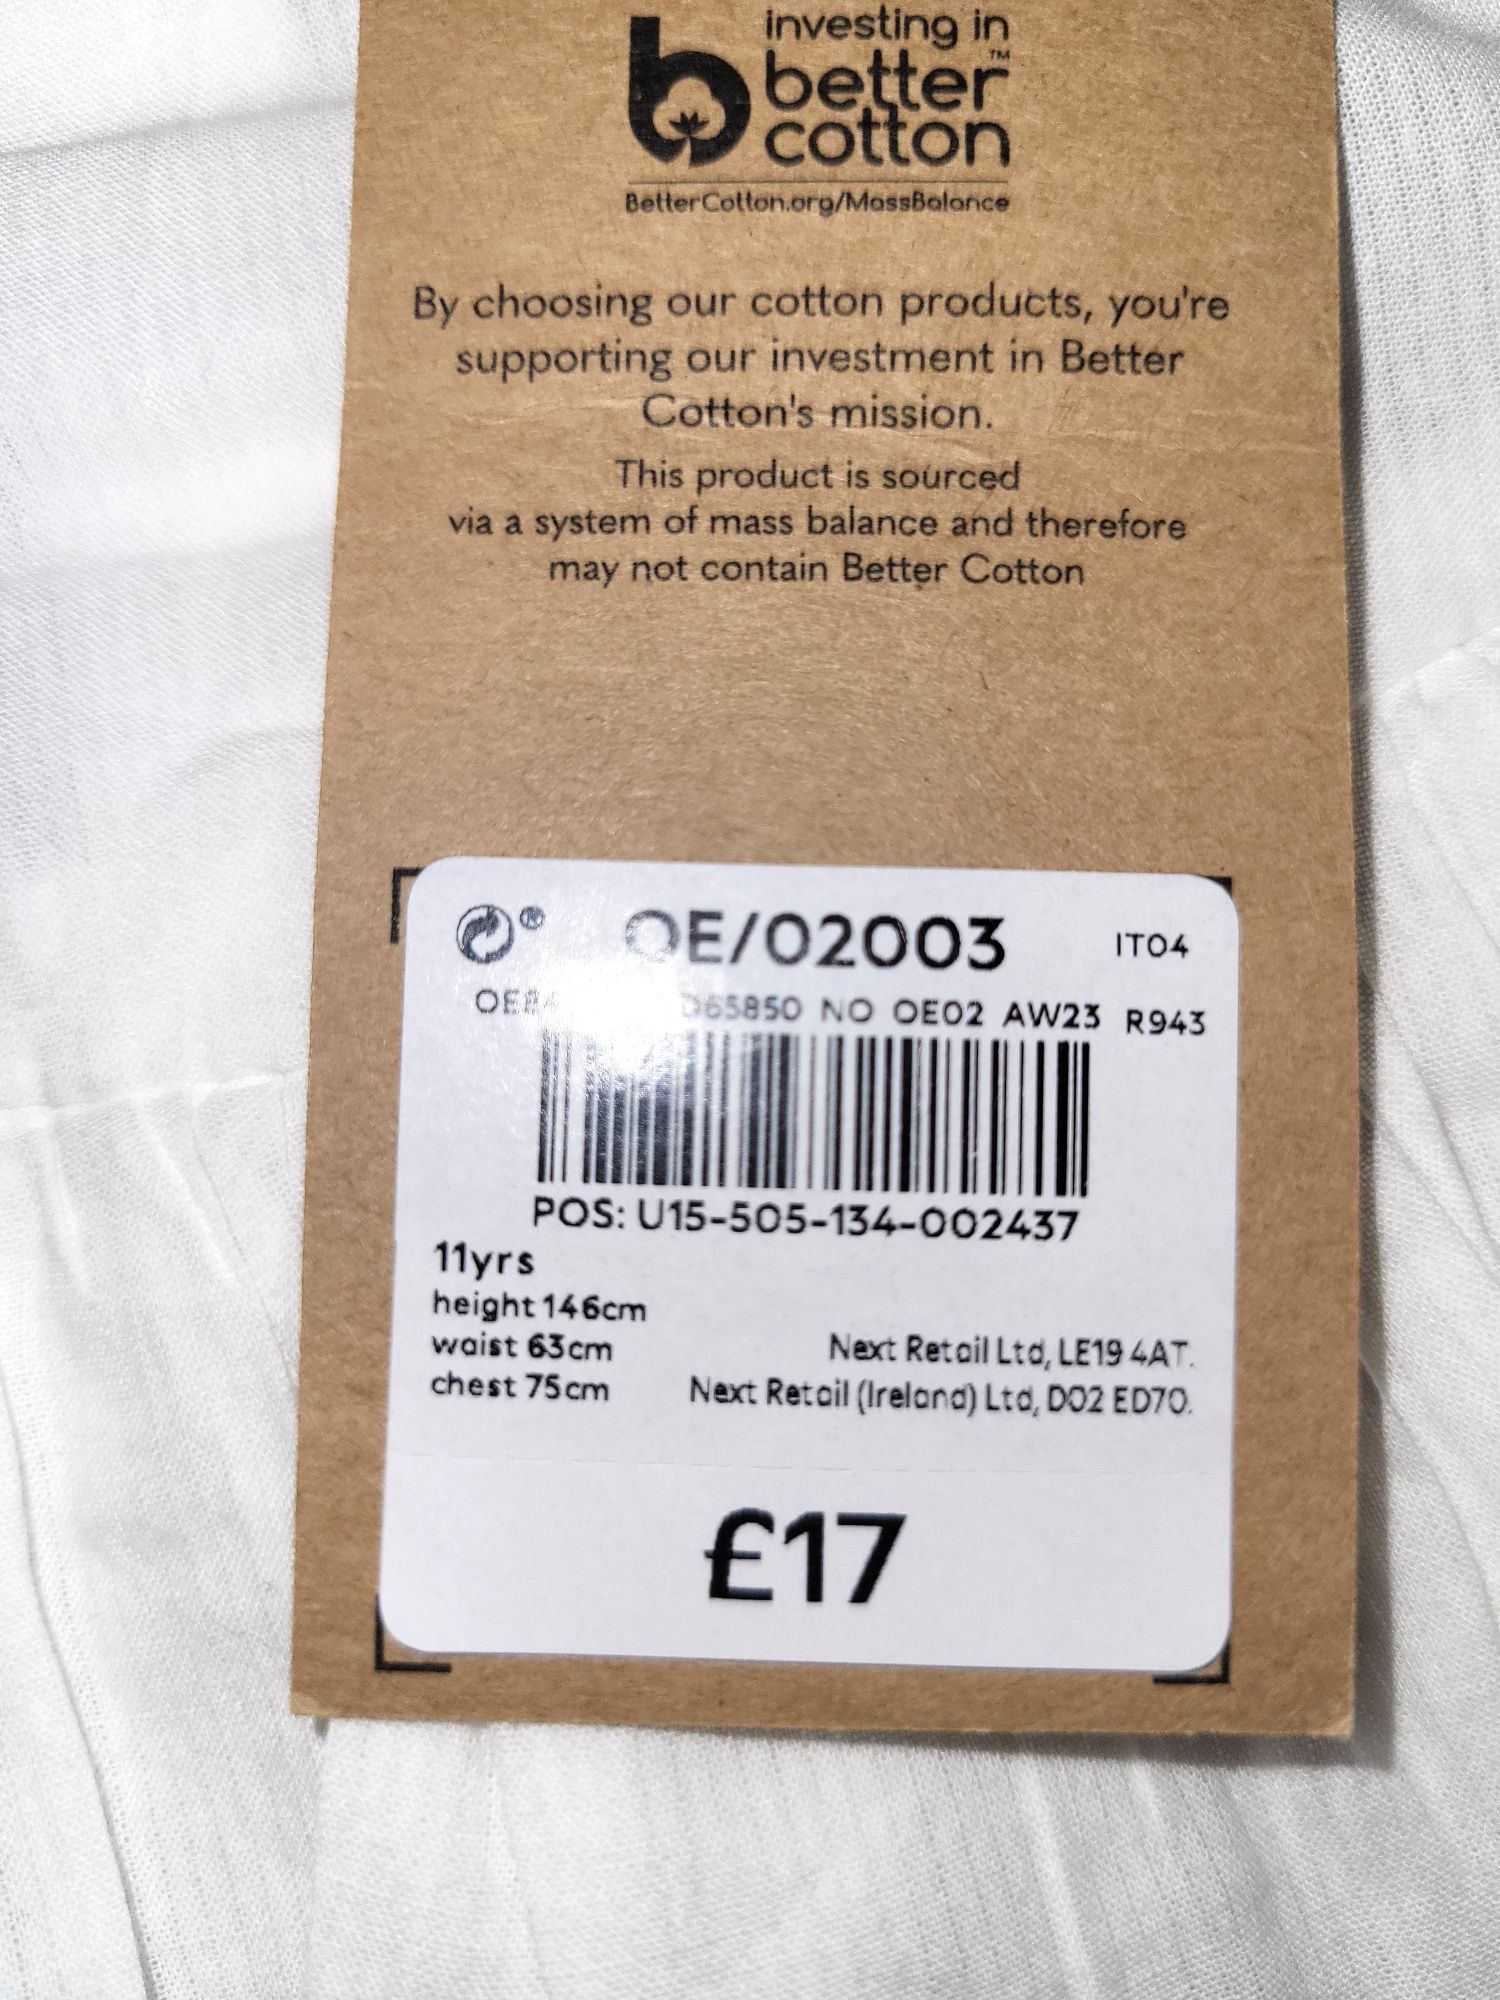 investing in
better™
cotton
BetterCotton.org/MassBalance
By choosing our cotton products, you're
supporting our investment in Better
Cotton's mission.
This product is sourced
via a system of mass balance and therefore
may not contain Better Cotton
® OE/02003 IT04
NO OE02 AW23 R943
POS: U15-505-134-002437
11yrs
height 146cm
waist 63cm
chest 75cm
Next Retail Ltd, LE19 4AT.
Next Retail (Ireland) Ltd, D02 ED70.
£17